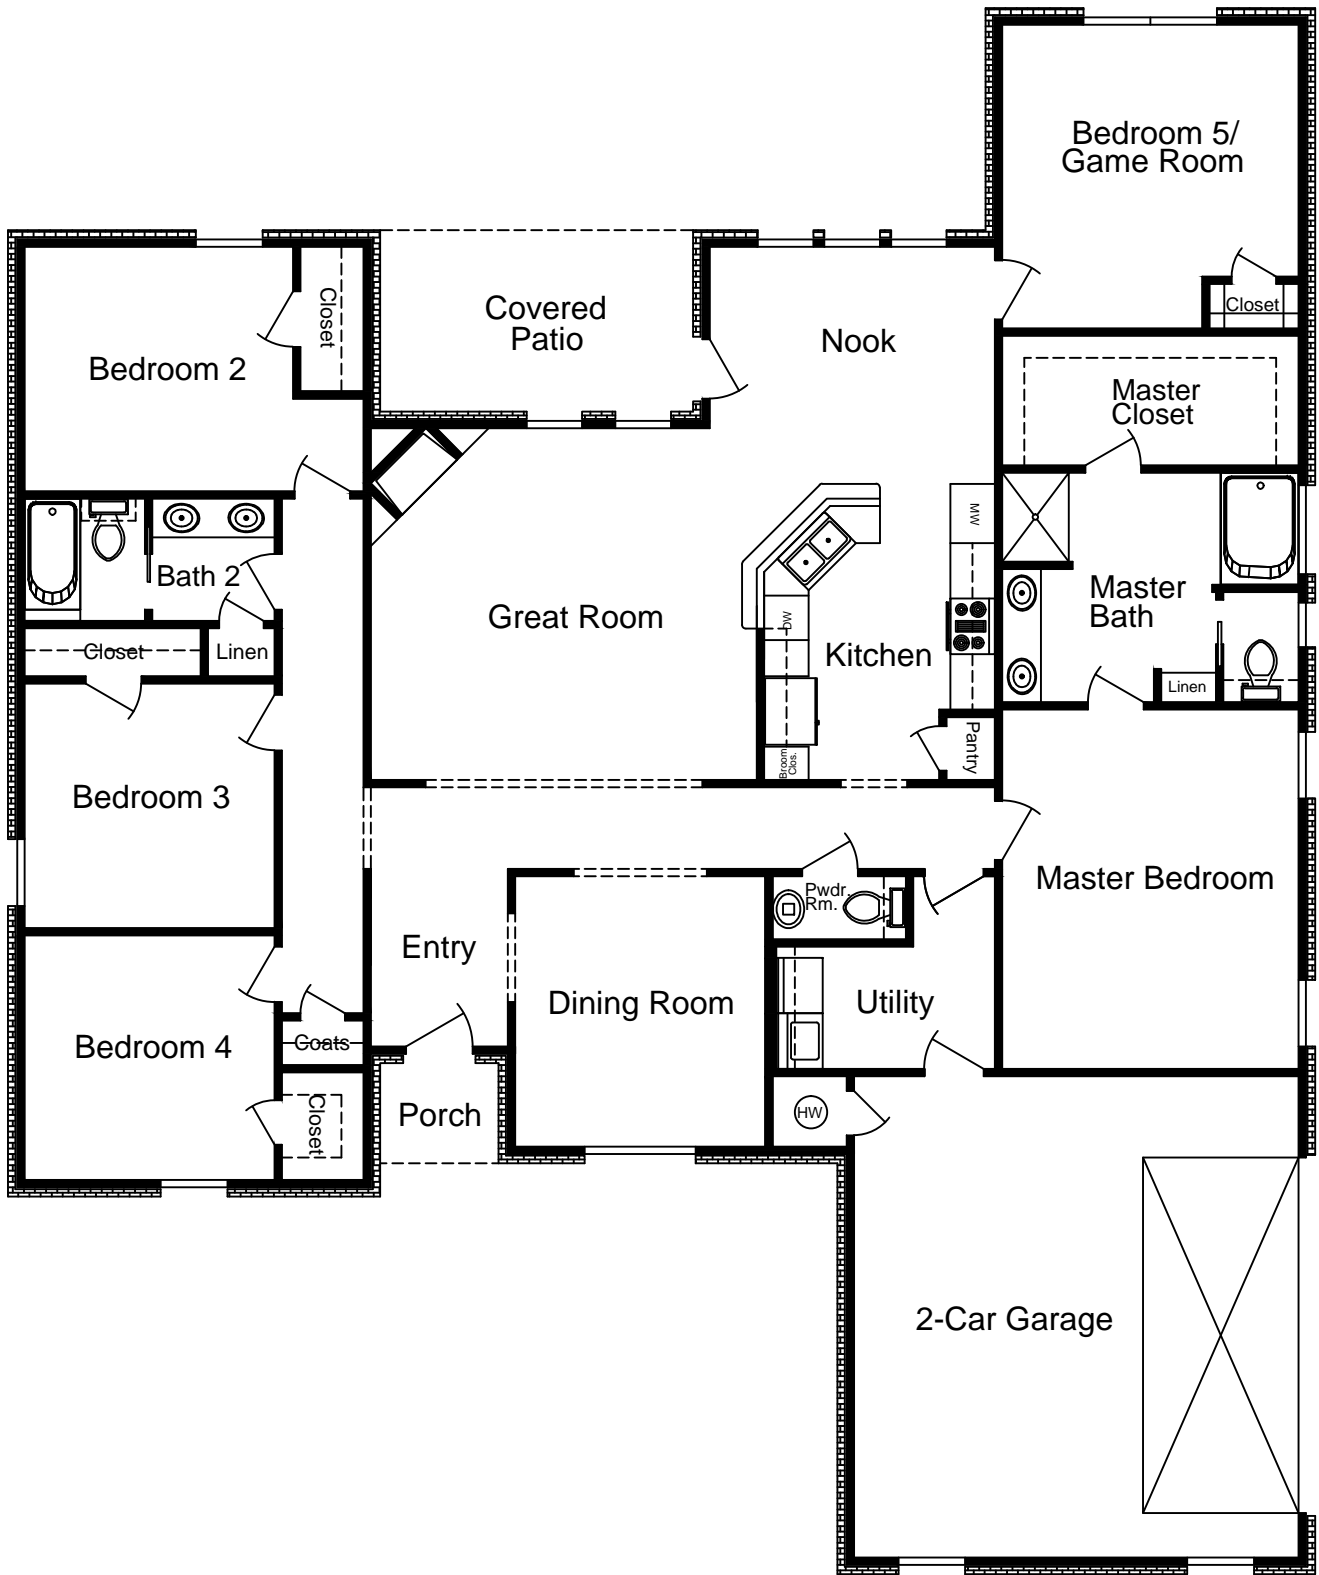 Bedroom 5/
Game Room
Closet
Covered
Patio
Nook
Closet
Bedroom 2
Master
Closet
MW
Bath 2
Master
Bath
Great Room
DW
Kitchen
Closet
Linen
Linen
Pantry
Broom
Clos.
Bedroom 3
Master Bedroom
Pwdr.
Rm.
Entry
Dining Room
Utility
Coats
Bedroom 4
Closet
Porch
HW
2-Car Garage